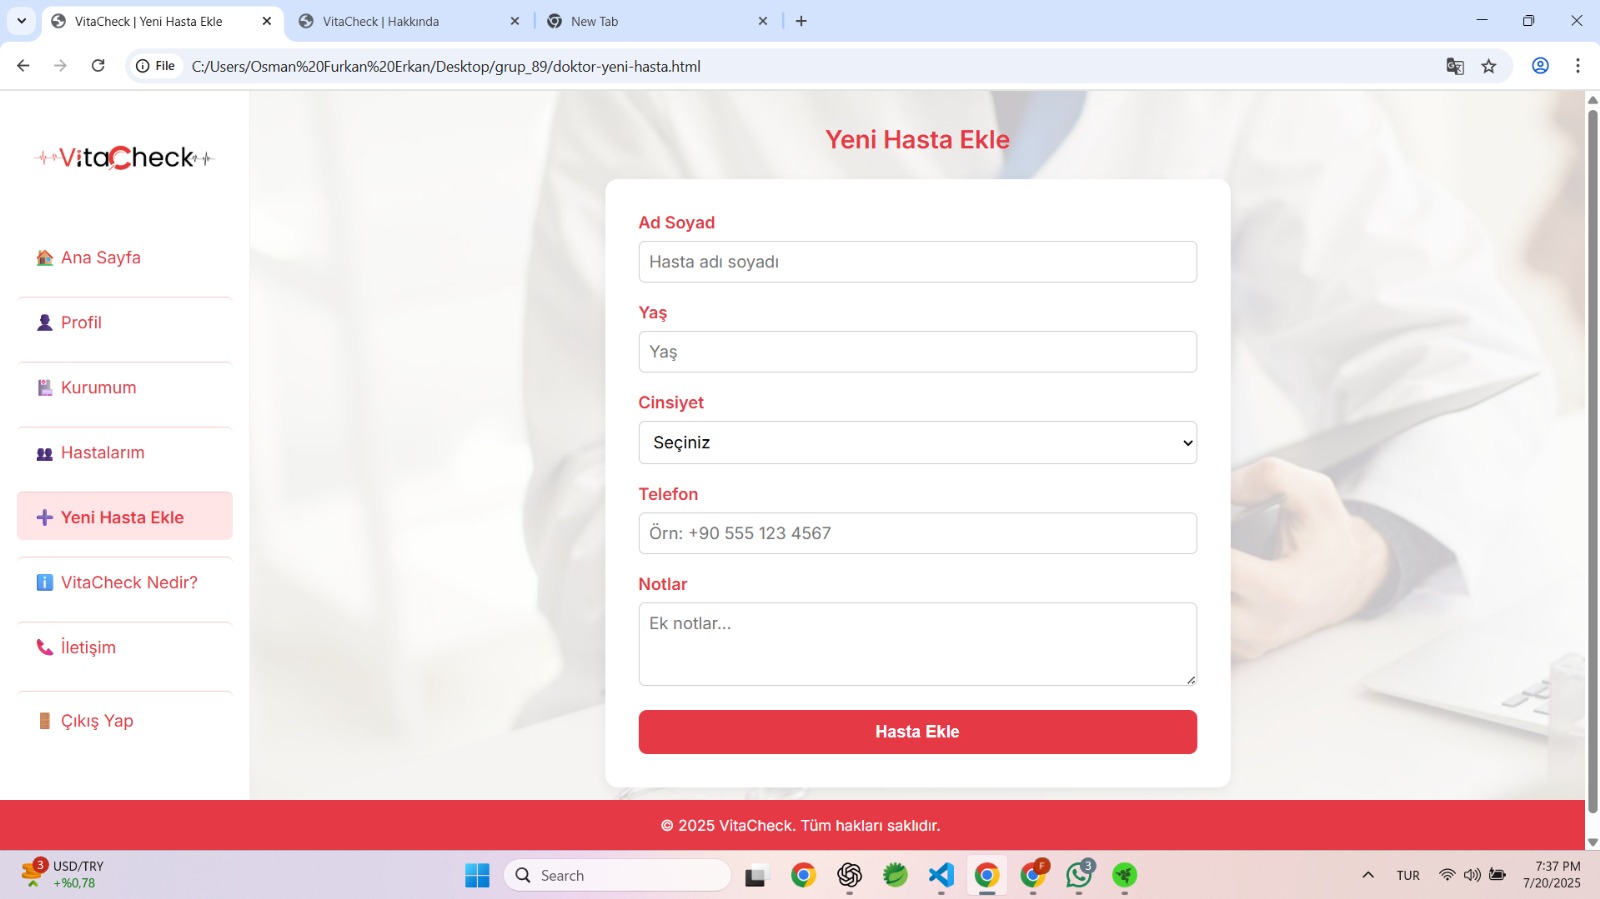 VitaCheck | Yeni Hasta Ekle
VitaCheck | Hakkında
New Tab
File
C:/Users/Osman%20Furkan%20Erkan/Desktop/grup_89/doktor-yeni-hasta.html
VitaCheck
Ana Sayfa
Profil
Kurumum
Hastalarım
Yeni Hasta Ekle
VitaCheck Nedir?
İletişim
Çıkış Yap
Yeni Hasta Ekle
Ad Soyad
Hasta adı soyadı
Yaş
Yaş
Cinsiyet
Seçiniz
Telefon
Örn: +90 555 123 4567
Notlar
Ek notlar...
Hasta Ekle
© 2025 VitaCheck. Tüm hakları saklıdır.
3
USD/TRY
+%0,78
Search
F
3
TUR
7:37 PM
7/20/2025